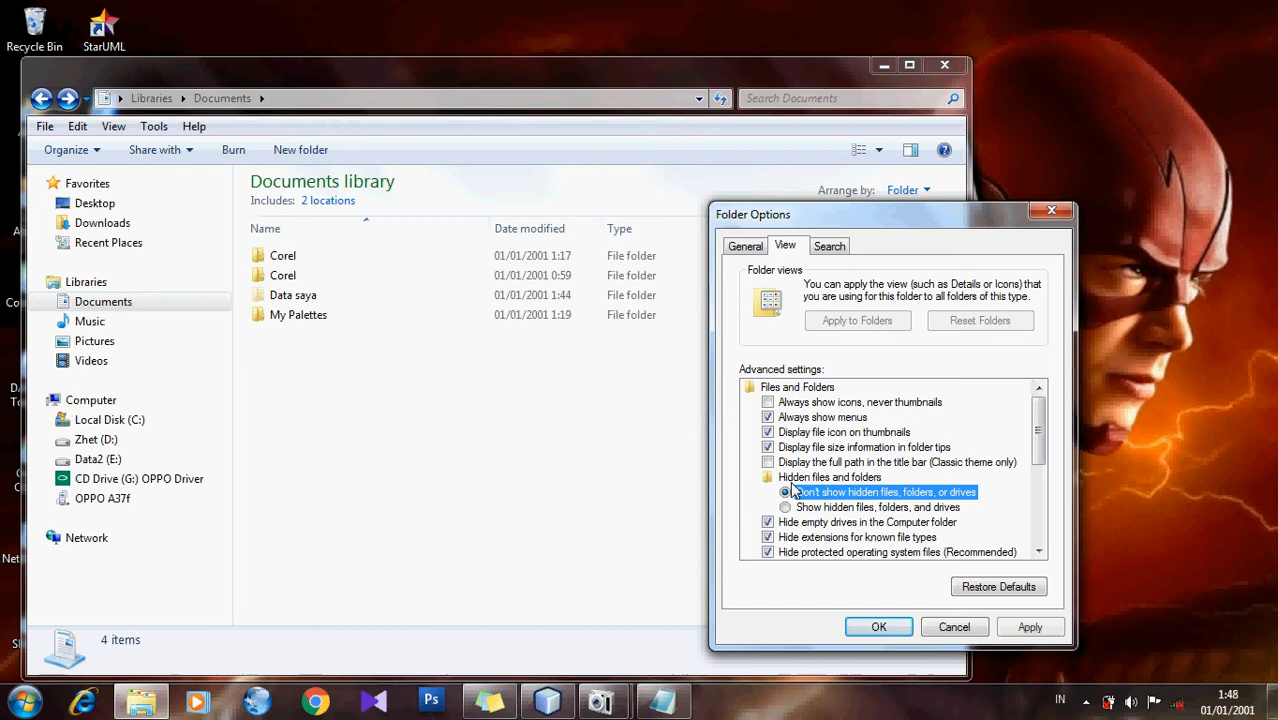 Recycle Bin
StarUML
Libraries
Documents
Search Documents
File
Edit
View
Tools
Help
Organize
Share with
Burn
New folder
Favorites
Desktop
Downloads
Recent Places
Libraries
Documents
Music
Pictures
Videos
Computer
Local Disk (C:)
Zhet (D:)
Data2 (E:)
CD Drive (G:) OPPO
OPPO A37f
Network
Documents library
Includes: 2 locations
Arrange by: Folder
Name Date modified Type
Corel 01/01/2001 1:17 File folder
Corel 01/01/2001 0:59 File folder
Data saya 01/01/2001 1:44 File folder
My Palettes 01/01/2001 1:19 File folder
4 items
Folder Options
General
View
Search
Folder views
You can apply the view (such as Details or Icons) that
you are using for this folder to all folders of this type.
Apply to Folders
Reset Folders
Advanced settings:
Files and Folders
Always show icons, never thumbnails
Always show menus
Display file icon on thumbnails
Display file size information in folder tips
Display the full path in the title bar (Classic theme only)
Hidden files and folders
show hidden files, folders, or drives
Show hidden files, folders, and drives
Hide empty drives in the Computer folder
Hide extensions for known file types
Hide protected operating system files (Recommended)
Restore Defaults
OK
Cancel
Apply
Ps
IN
1:48
01/01/2001